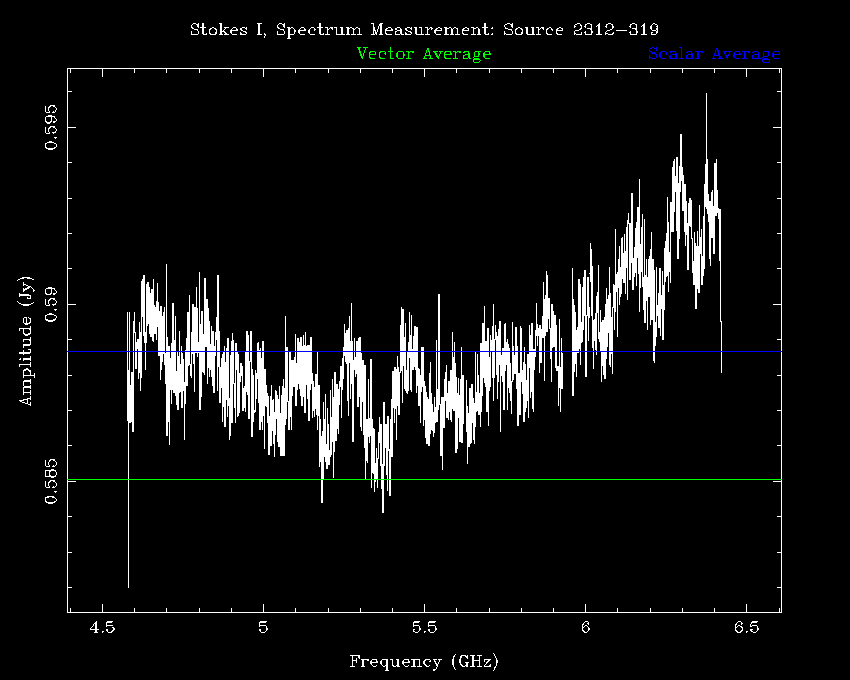 Stokes I, Spectrum Measurement: Source 2312−319
Vector Average
Scalar Average
0.595
0.59
0.585
Amplitude (Jy)
4.5 5 5.5 6 6.5
Frequency (GHz)